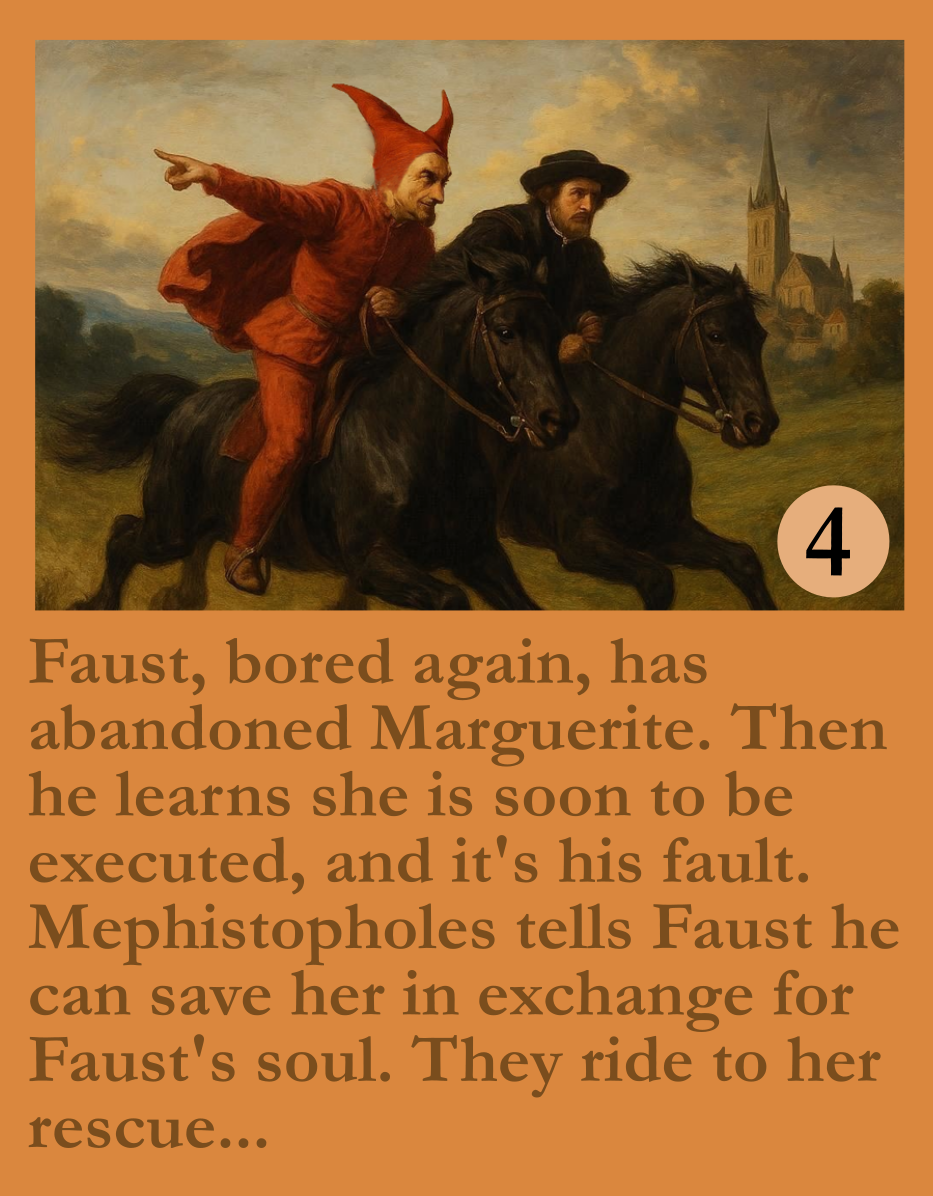 4
Faust, bored again, has
abandoned Marguerite. Then
he learns she is soon to be
executed, and it's his fault.
Mephistopholes tells Faust he
can save her in exchange for
Faust's soul. They ride to her
rescue...